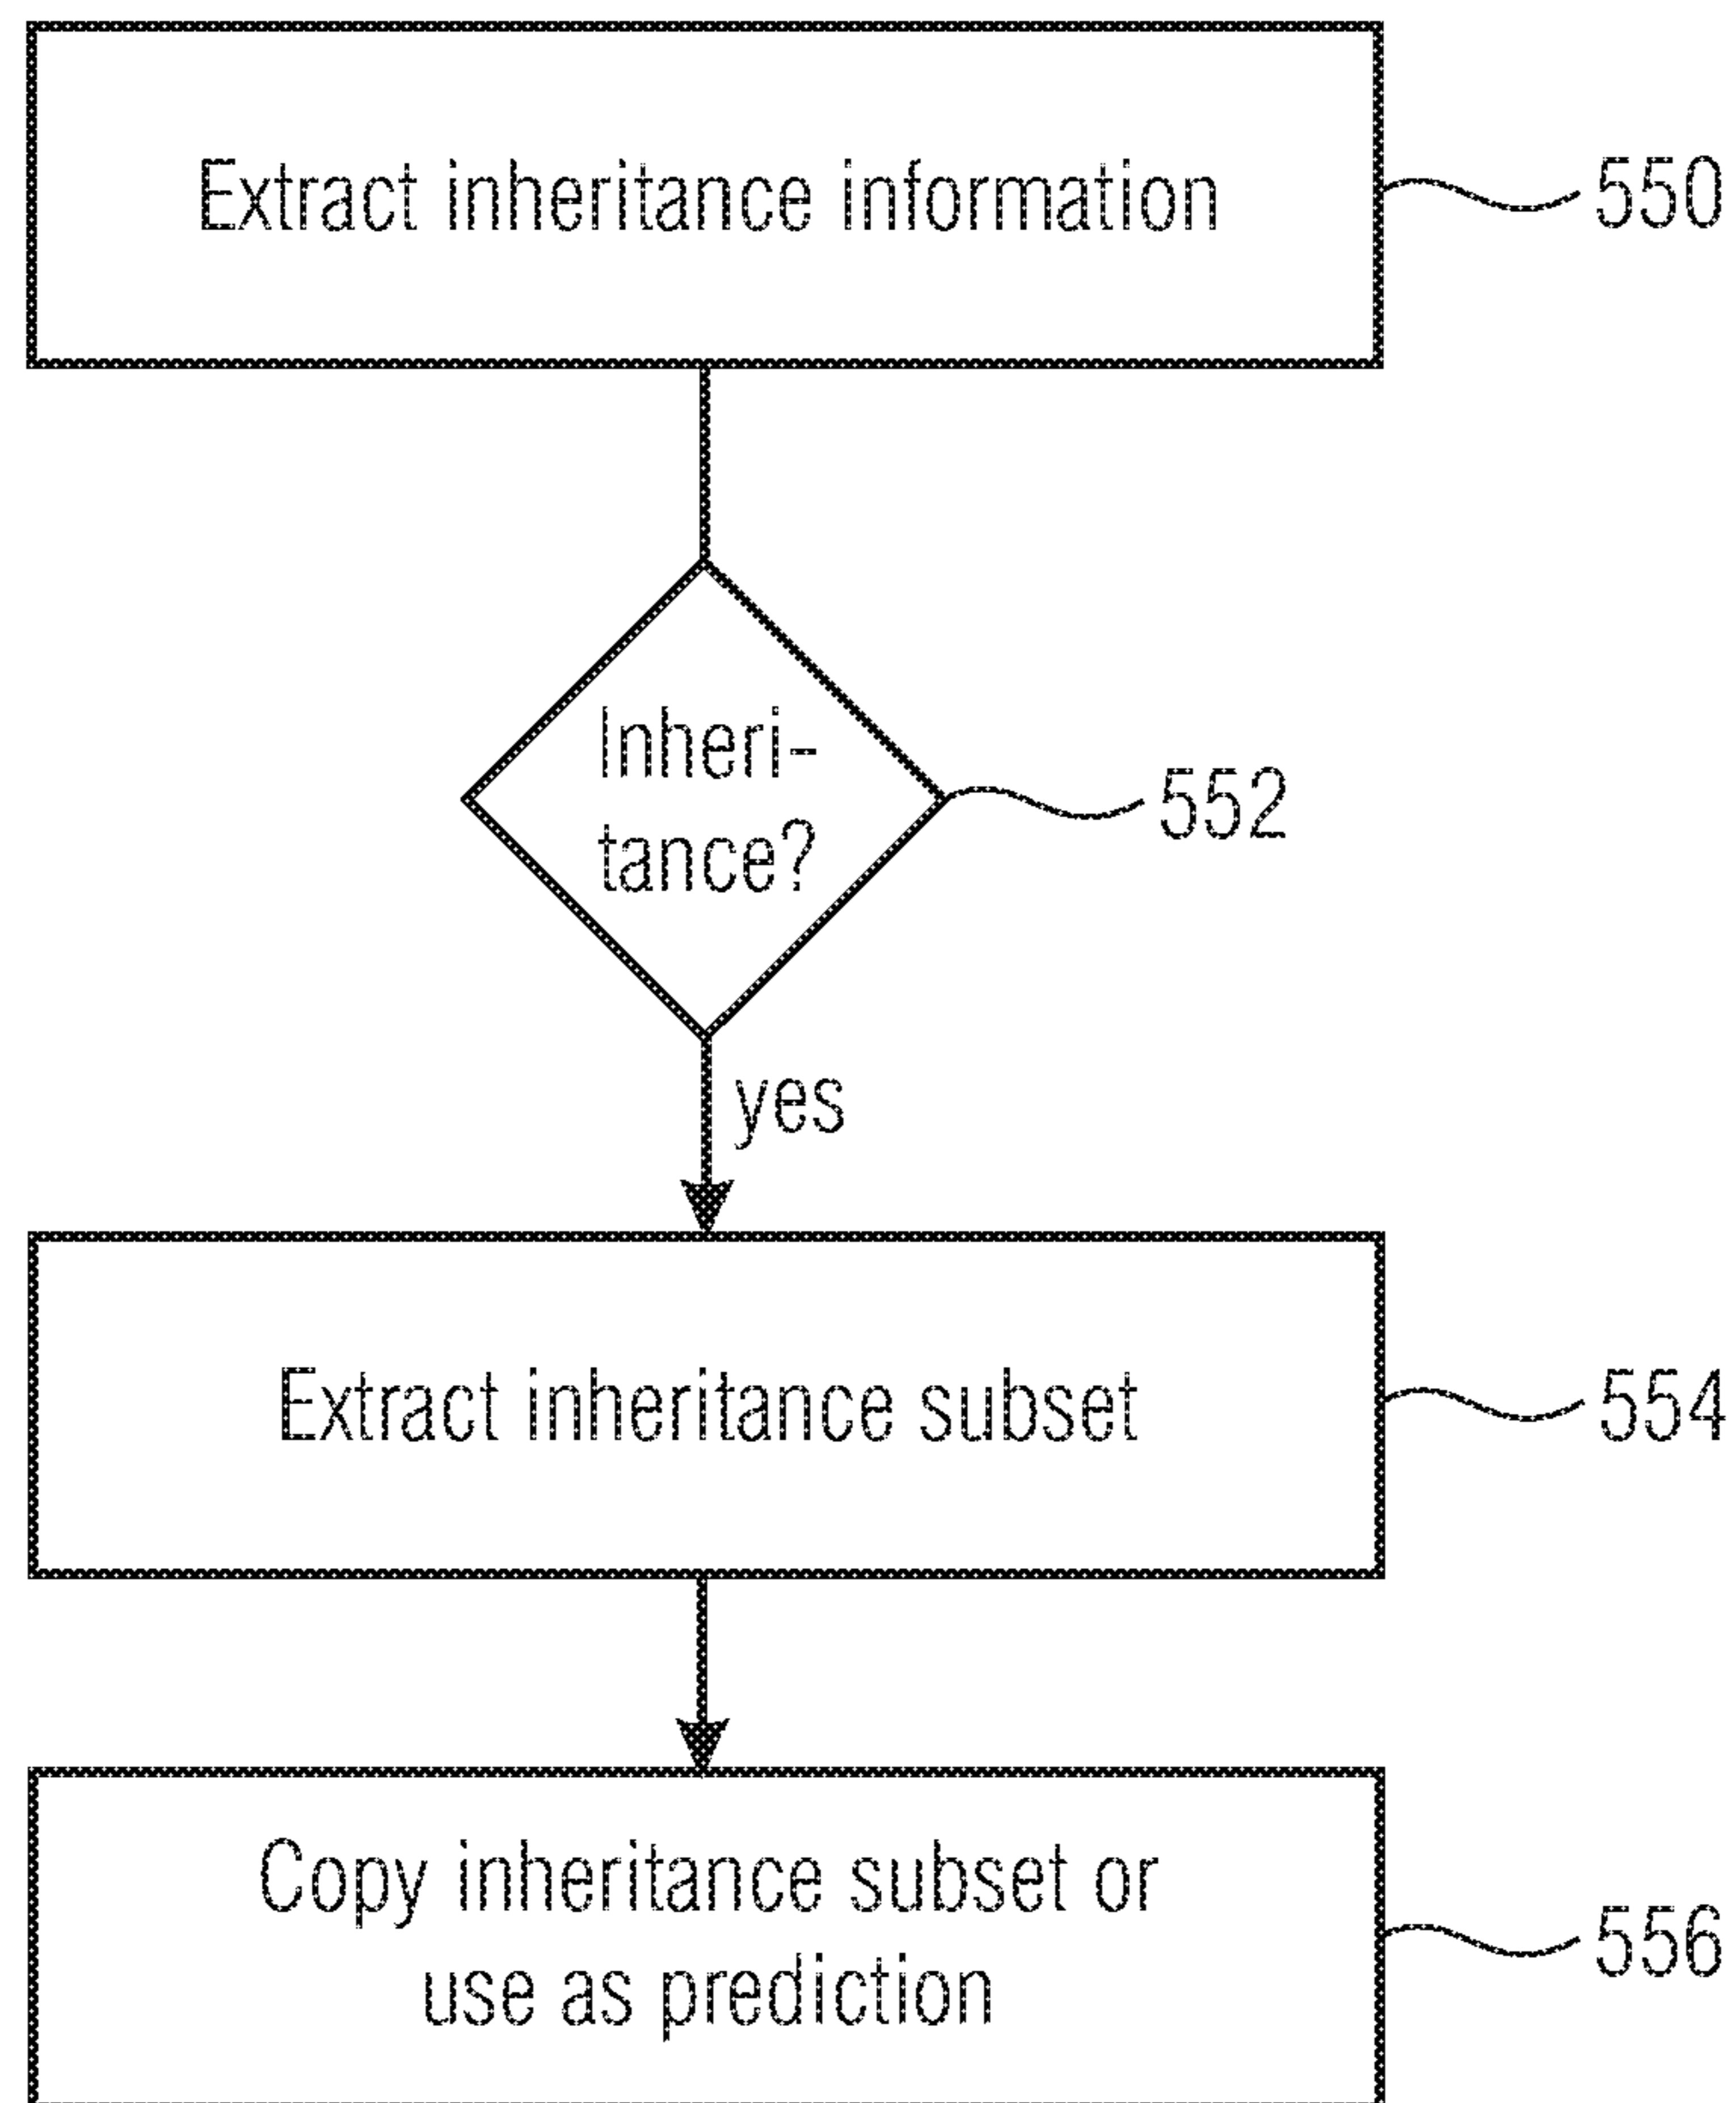 Extract inheritance information
550
Inheri-
tance?
552
yes
Extract inheritance subset
554
Copy inheritance subset or
use as prediction
556